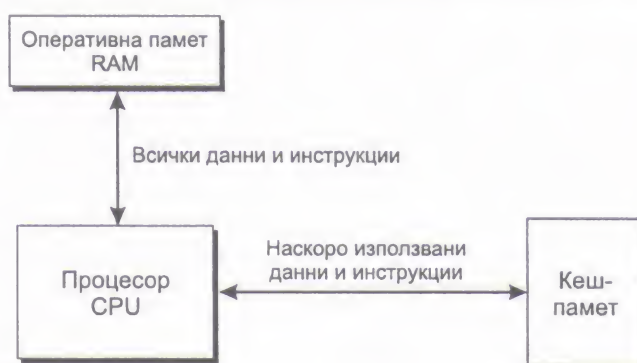 Оперативна памет
RAM
Всички данни и инструкции
Процесор
CPU
Наскоро използвани
данни и инструкции
Кеш-
памет